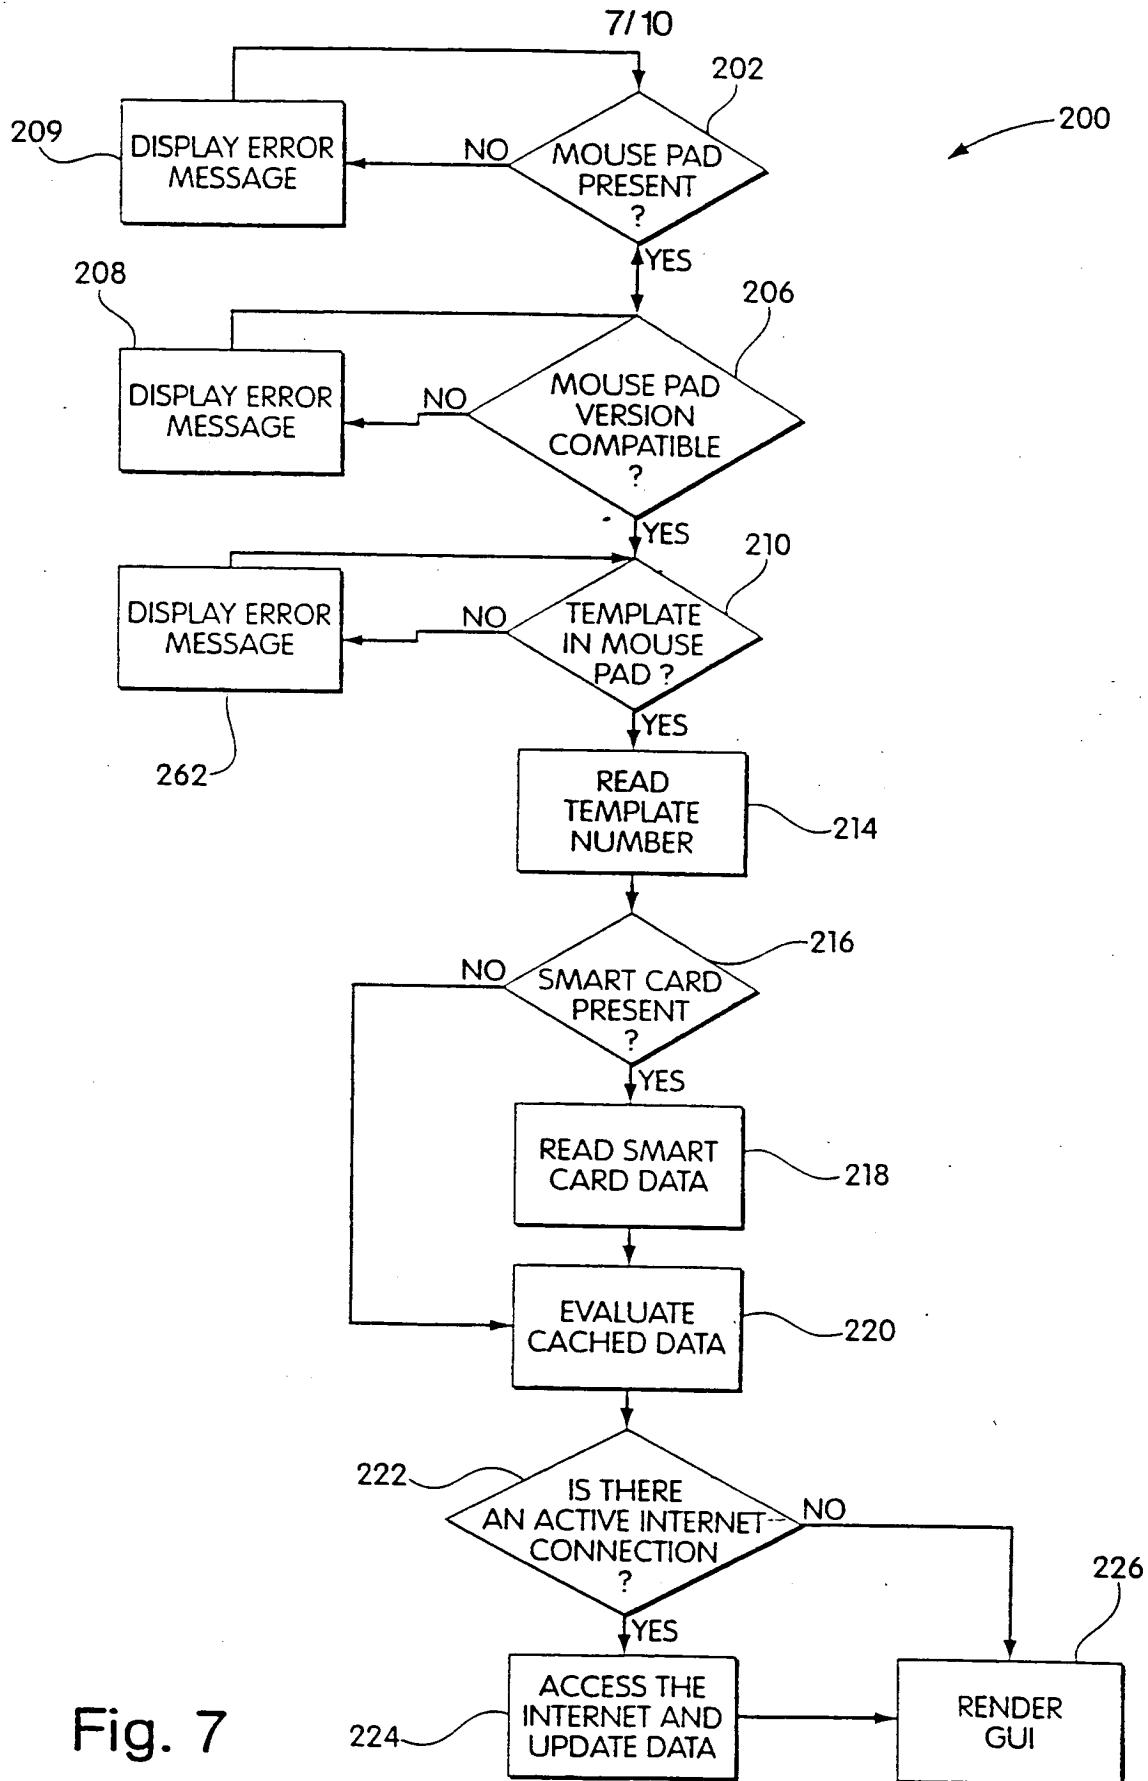 7/10
202
200
209
DISPLAY ERROR
MESSAGE
NO
MOUSE PAD
PRESENT
?
YES
208
206
DISPLAY ERROR
MESSAGE
NO
MOUSE PAD
VERSION
COMPATIBLE
?
YES
210
DISPLAY ERROR
MESSAGE
NO
TEMPLATE
IN MOUSE
PAD ?
YES
262
READ
TEMPLATE
NUMBER
214
216
NO
SMART CARD
PRESENT
?
YES
READ SMART
CARD DATA
218
EVALUATE
CACHED DATA
220
222
IS THERE
AN ACTIVE INTERNET
CONNECTION
?
NO
YES
226
ACCESS THE
INTERNET AND
UPDATE DATA
224
RENDER
GUI
Fig. 7